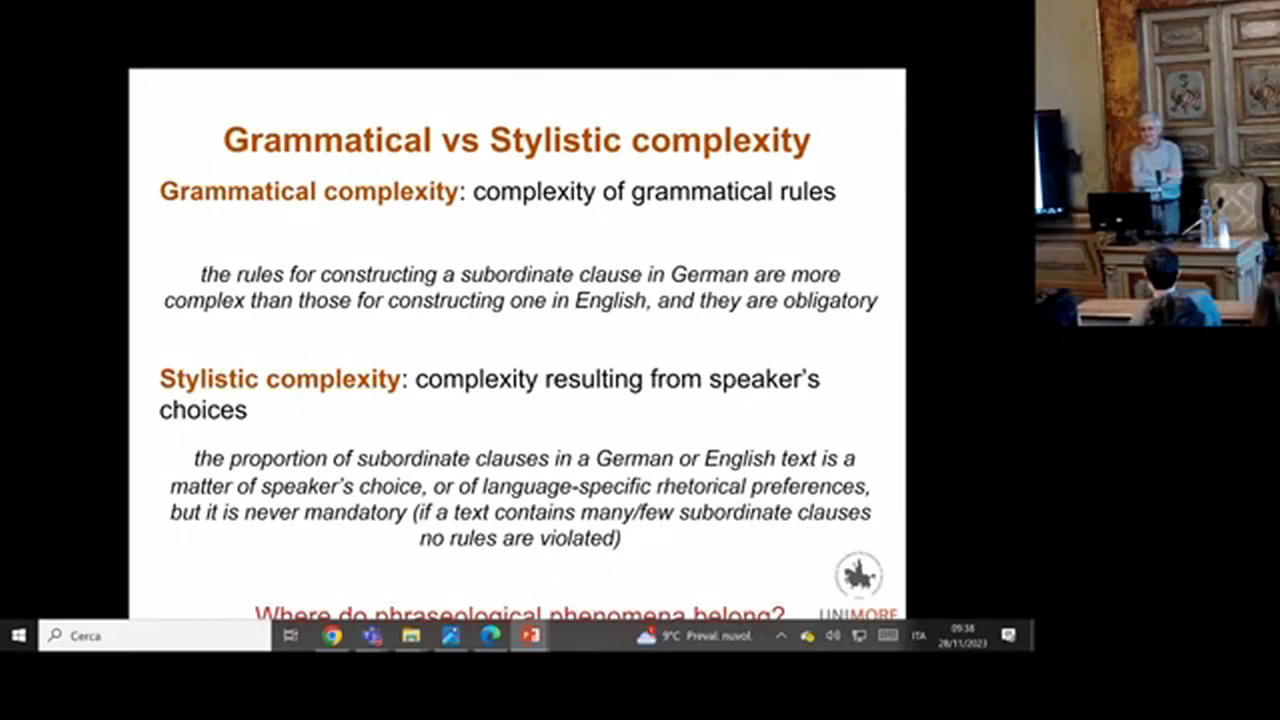 Grammatical vs Stylistic complexity
Grammatical complexity: complexity of grammatical rules
the rules for constructing a subordinate clause in German are more
complex than those for constructing one in English, and they are obligatory
Stylistic complexity: complexity resulting from speaker's
choices
the proportion of subordinate clauses in a German or English text is a
matter of speaker's choice, or of language-specific rhetorical preferences,
but it is never mandatory (if a text contains many/few subordinate clauses
no rules are violated)
Where do phraseological phenomena belong?
UNIMORE
Cerca
9°C Preval. nuvol.
ITA
09:38
28/11/2023